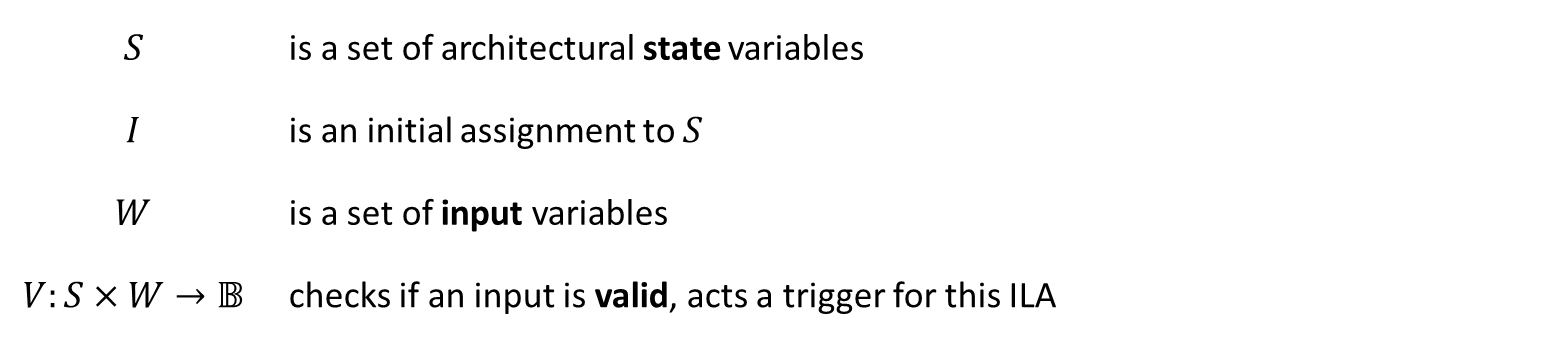 S is a set of architectural state variables
I is an initial assignment to S
W is a set of input variables
V: S × W → 𝔹 checks if an input is valid, acts a trigger for this ILA